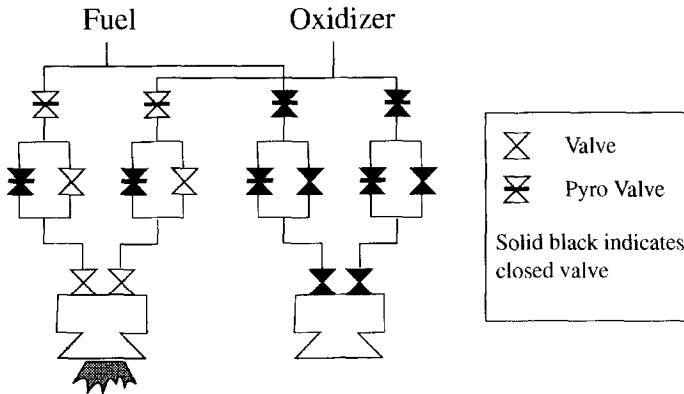 Fuel
Oxidizer
Valve
Pyro Valve
Solid black indicates
closed valve